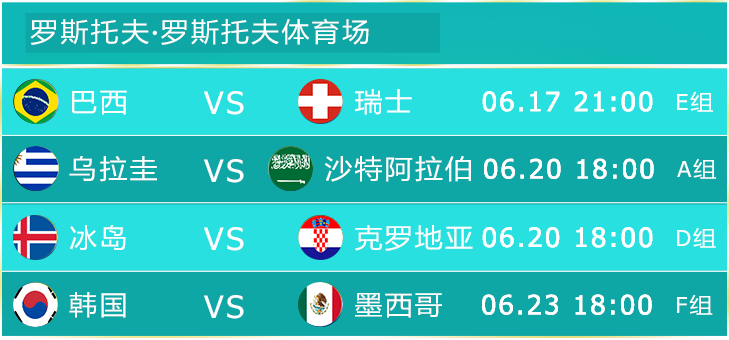 罗斯托夫·罗斯托夫体育场
巴西 VS 瑞士 06.17 21:00 E组
乌拉圭 VS 沙特阿拉伯 06.20 18:00 A组
冰岛 VS 克罗地亚 06.20 18:00 D组
韩国 VS 墨西哥 06.23 18:00 F组